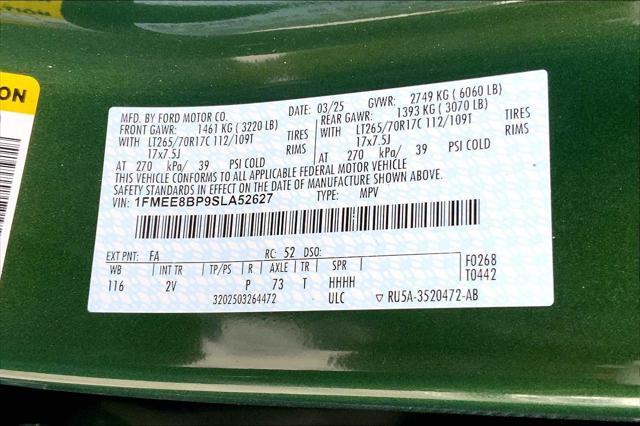 ON
MFD. BY FORD MOTOR CO.
DATE: 03/25 GVWR: 2749 KG ( 6060 LB)
FRONT GAWR: 1461 KG ( 3220 LB)
REAR GAWR: 1393 KG ( 3070 LB)
WITH LT265/70R17C 112/109T TIRES
WITH LT265/70R17C 112/109T TIRES
17x7.5J RIMS
17x7.5J RIMS
AT 270 kPa/ 39 PSI COLD
AT 270 kPa/ 39 PSI COLD
THIS VEHICLE CONFORMS TO ALL APPLICABLE FEDERAL MOTOR VEHICLE
SAFETY STANDARDS IN EFFECT ON THE DATE OF MANUFACTURE SHOWN ABOVE.
VIN: 1FMEE8BP9SLA52627 TYPE: MPV
EXT PNT: FA RC: 52 DSO:
WB INT TR TP/PS R AXLE TR SPR
116 2V P 73 T HHHH
F0268
T0442
3202503264472 ULC ▽ RU5A-3520472-AB